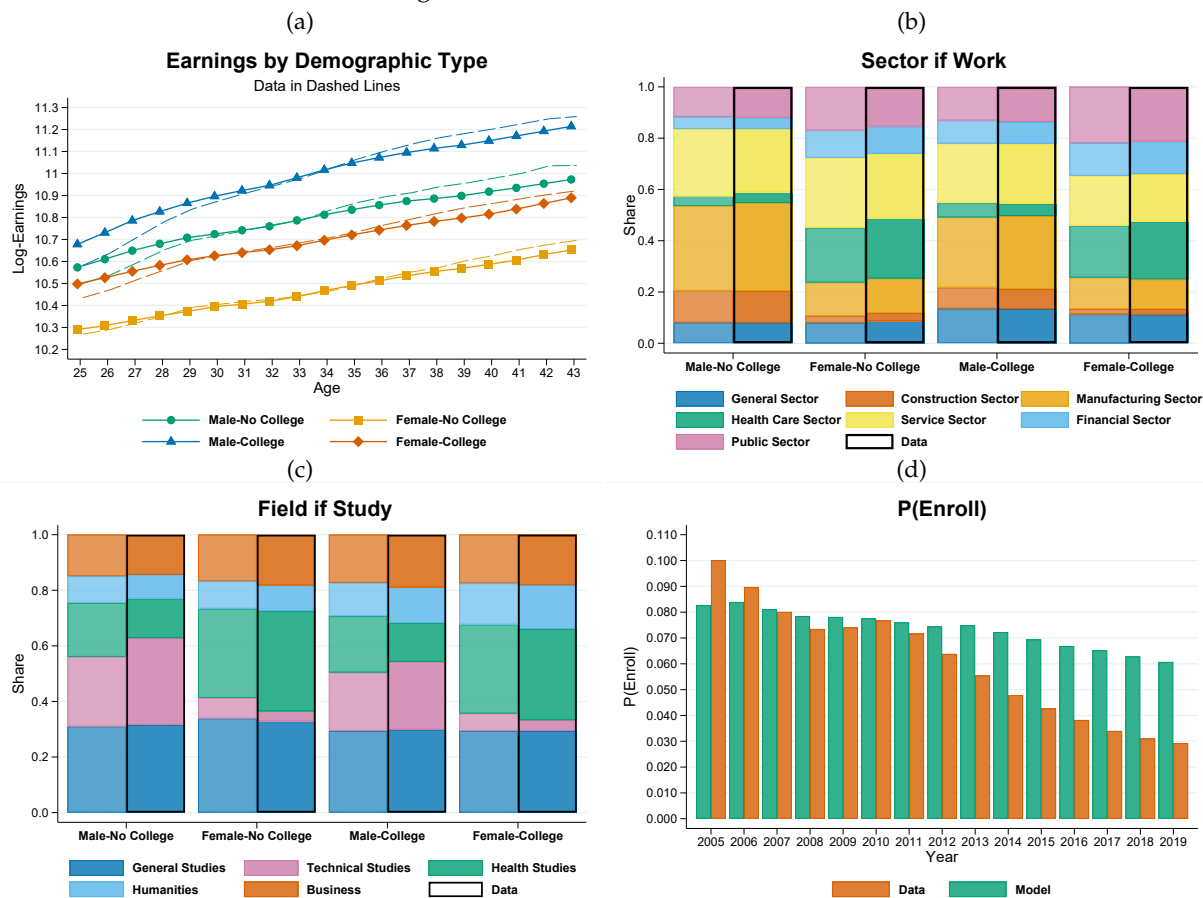 (a)
Earnings by Demographic Type
Data in Dashed Lines
11.3
11.2
11.1
11.0
10.9
10.8
10.7
10.6
10.5
10.4
10.3
10.2
Log-Earnings
25 26 27 28 29 30 31 32 33 34 35 36 37 38 39 40 41 42 43
Age
Male-No College Female-No College
Male-College Female-College
(b)
Sector if Work
1.0
0.8
0.6
0.4
0.2
0.0
Share
Male-No College Female-No College Male-College Female-College
General Sector Construction Sector Manufacturing Sector
Health Care Sector Service Sector Financial Sector
Public Sector Data
(c)
Field if Study
1.0
0.8
0.6
0.4
0.2
0.0
Share
Male-No College Female-No College Male-College Female-College
General Studies Technical Studies Health Studies
Humanities Business Data
(d)
P(Enroll)
0.110
0.100
0.090
0.080
0.070
0.060
0.050
0.040
0.030
0.020
0.010
0.000
P(Enroll)
2005 2006 2007 2008 2009 2010 2011 2012 2013 2014 2015 2016 2017 2018 2019
Year
Data Model